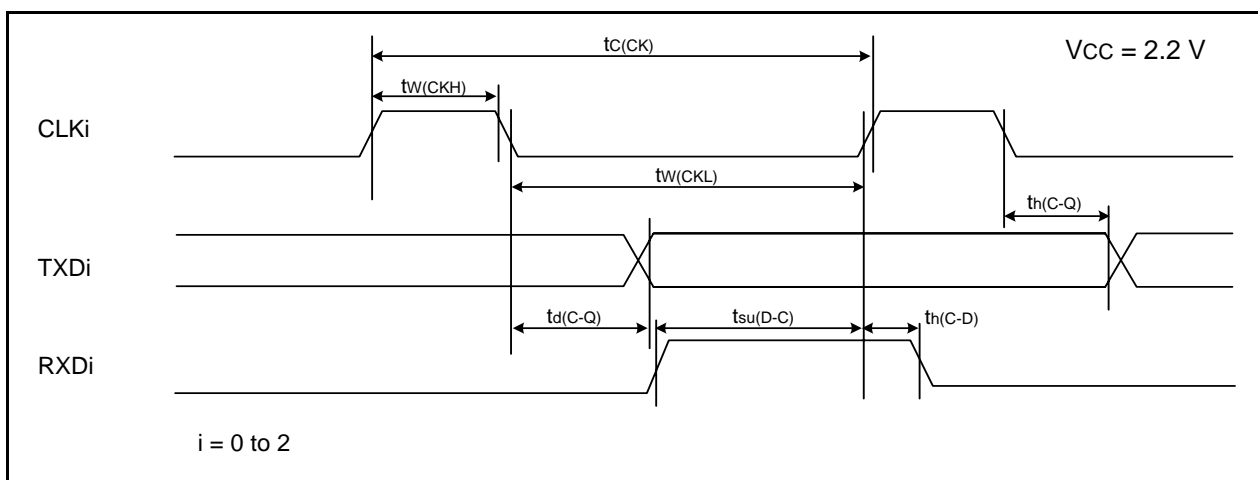 tC(CK)
VCC = 2.2 V
tW(CKH)
CLKi
tW(CKL)
th(C-Q)
TXDi
td(C-Q)
tsu(D-C)
th(C-D)
RXDi
i = 0 to 2